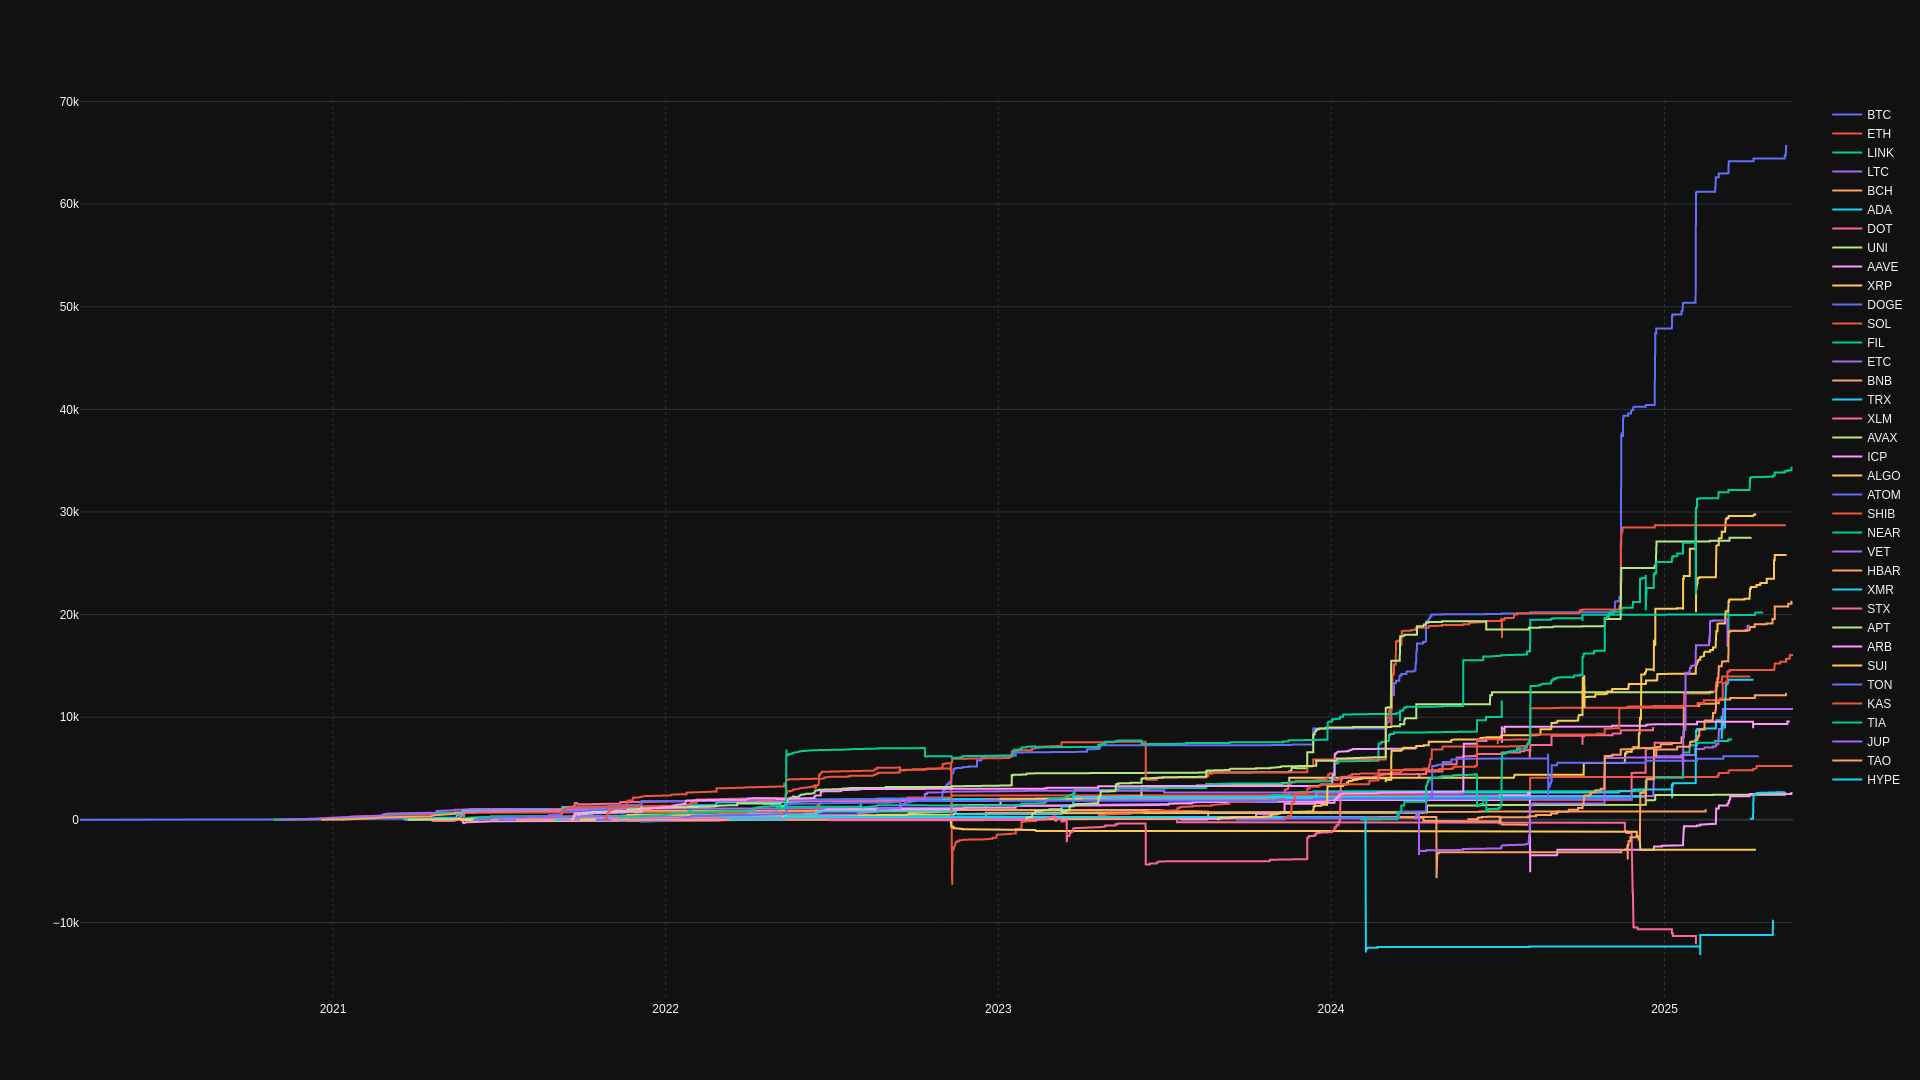 70k
60k
50k
40k
30k
20k
10k
0
−10k
2021
2022
2023
2024
2025
BTC
ETH
LINK
LTC
BCH
ADA
DOT
UNI
AAVE
XRP
DOGE
SOL
FIL
ETC
BNB
TRX
XLM
AVAX
ICP
ALGO
ATOM
SHIB
NEAR
VET
HBAR
XMR
STX
APT
ARB
SUI
TON
KAS
TIA
JUP
TAO
HYPE